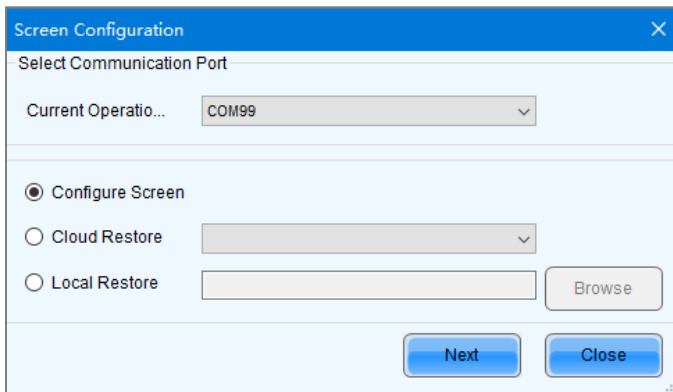 Screen Configuration
Select Communication Port
Current Operatio... COM99
Configure Screen
Cloud Restore
Local Restore Browse
Next Close